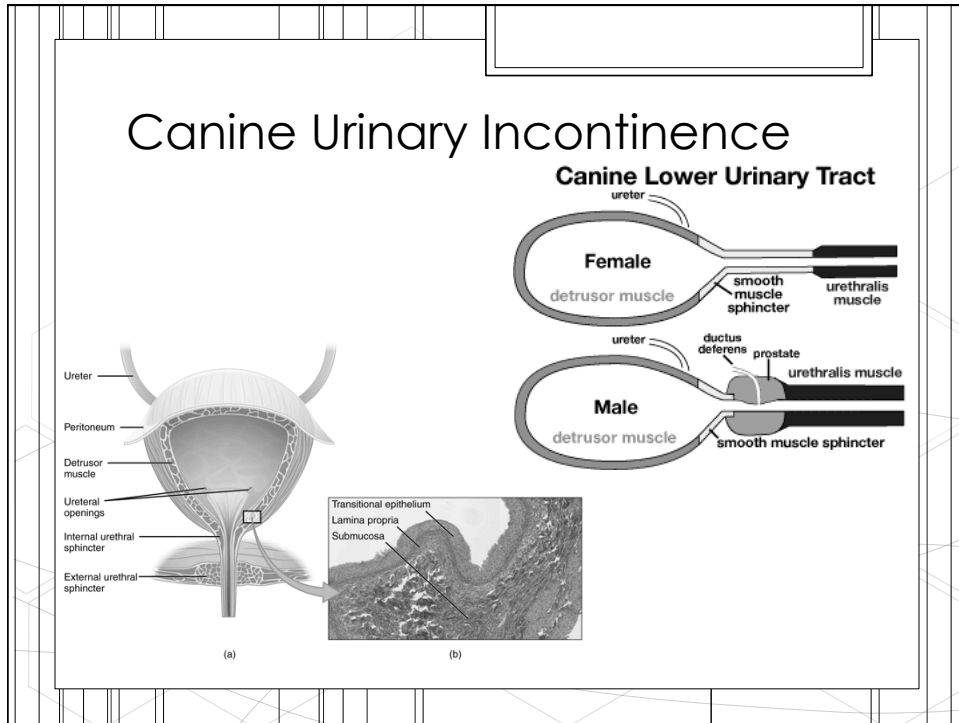 Canine Urinary Incontinence
Canine Lower Urinary Tract
ureter
Female
detrusor muscle
smooth
muscle
sphincter
urethralis
muscle
ureter
ductus
deferens
prostate
urethralis muscle
Male
detrusor muscle
smooth muscle sphincter
Ureter
Peritoneum
Detrusor
muscle
Ureteral
openings
Internal urethral
sphincter
External urethral
sphincter
(a)
Transitional epithelium
Lamina propria
Submucosa
(b)